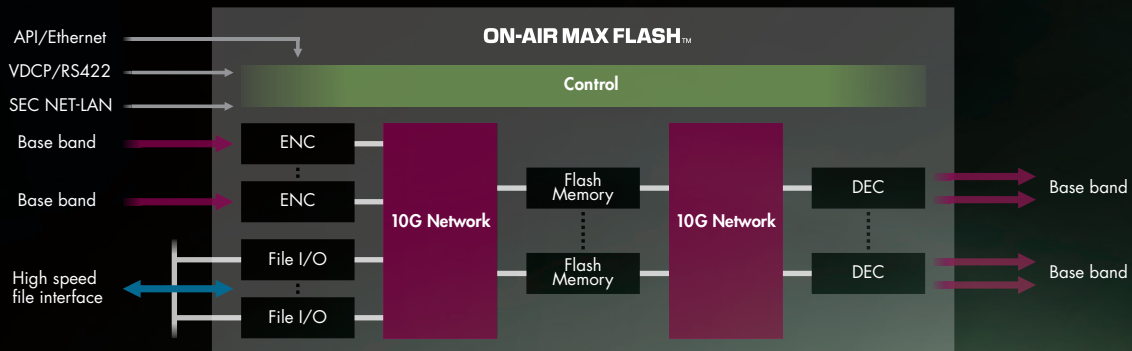 ON-AIR MAX FLASH™
API/Ethernet
VDCP/RS422
SEC NET-LAN
Control
Base band
ENC
Base band
ENC
10G Network
Flash
Memory
10G Network
DEC
Base band
High speed
file interface
File I/O
File I/O
Flash
Memory
DEC
Base band